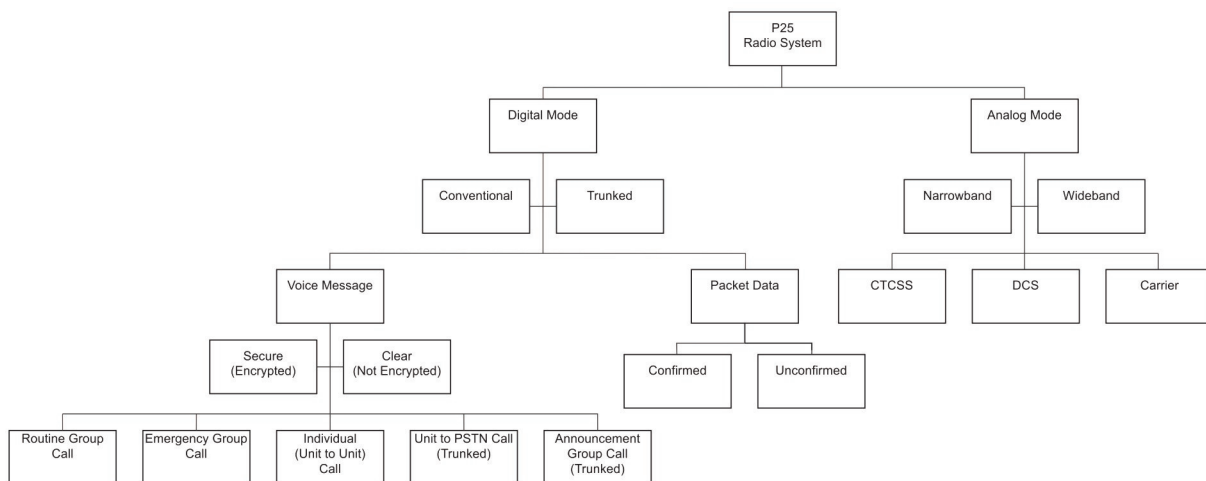 P25
Radio System
Digital Mode
Analog Mode
Conventional
Trunked
Narrowband
Wideband
Voice Message
Packet Data
CTCSS
DCS
Carrier
Secure
(Encrypted)
Clear
(Not Encrypted)
Confirmed
Unconfirmed
Routine Group
Call
Emergency Group
Call
Individual
(Unit to Unit)
Call
Unit to PSTN Call
(Trunked)
Announcement
Group Call
(Trunked)